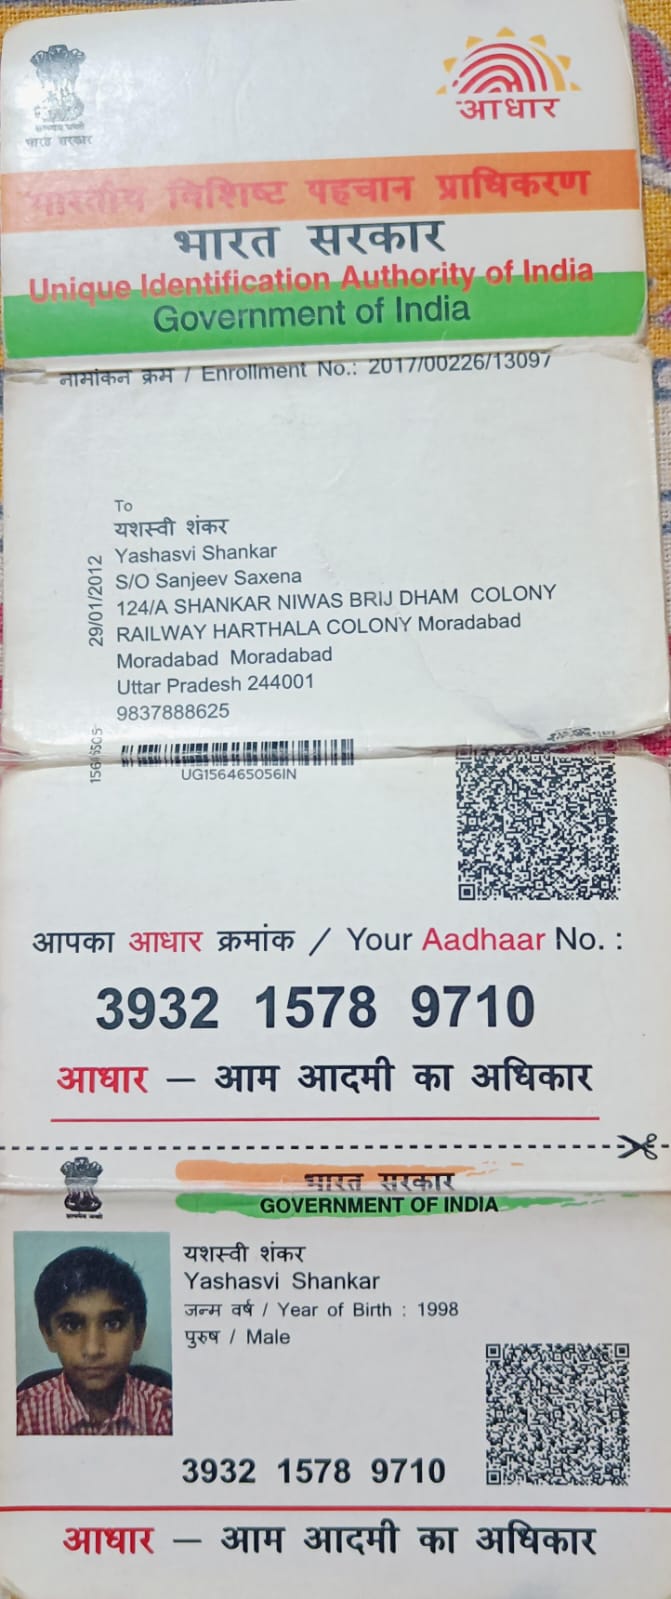 भारत सरकार
आधार
भारतीय विशिष्ट पहचान प्राधिकरण
भारत सरकार
Unique Identification Authority of India
Government of India
नामांकन क्रम / Enrollment No.: 2017/00226/13097
To
यशस्वी शंकर
Yashasvi Shankar
S/O Sanjeev Saxena
124/A SHANKAR NIWAS BRIJ DHAM COLONY
RAILWAY HARTHALA COLONY Moradabad
Moradabad Moradabad
Uttar Pradesh 244001
9837888625
29/01/2012
UG156465056IN
आपका आधार क्रमांक / Your Aadhaar No. :
3932 1578 9710
आधार — आम आदमी का अधिकार
भारत सरकार
GOVERNMENT OF INDIA
यशस्वी शंकर
Yashasvi Shankar
जन्म वर्ष / Year of Birth : 1998
पुरुष / Male
3932 1578 9710
आधार — आम आदमी का अधिकार